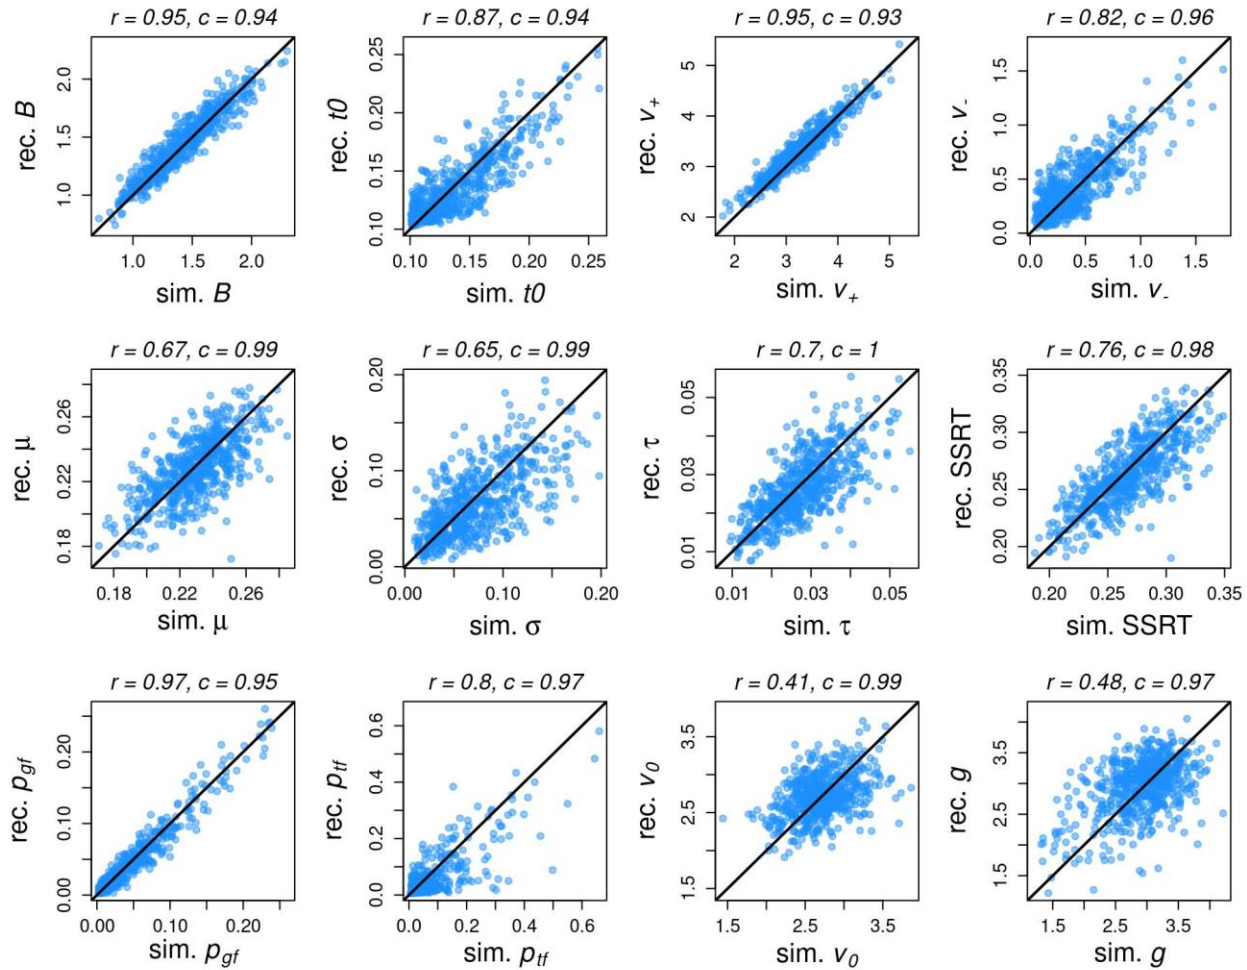 r = 0.95, c = 0.94
rec. B
2.0
1.5
1.0
1.0 1.5 2.0
sim. B
r = 0.87, c = 0.94
rec. t0
0.25
0.20
0.15
0.10
0.10 0.15 0.20 0.25
sim. t0
r = 0.95, c = 0.93
rec. v+
5
4
3
2
2 3 4 5
sim. v+
r = 0.82, c = 0.96
rec. v-
1.5
1.0
0.5
0.0
0.0 0.5 1.0 1.5
sim. v-
r = 0.67, c = 0.99
rec. μ
0.26
0.22
0.18
0.18 0.22 0.26
sim. μ
r = 0.65, c = 0.99
rec. σ
0.20
0.10
0.00
0.00 0.05 0.10 0.15 0.20
sim. σ
r = 0.7, c = 1
rec. τ
0.05
0.03
0.01
0.01 0.03 0.05
sim. τ
r = 0.76, c = 0.98
rec. SSRT
0.35
0.30
0.25
0.20
0.20 0.25 0.30 0.35
sim. SSRT
r = 0.97, c = 0.95
rec. pgf
0.20
0.10
0.00
0.00 0.10 0.20
sim. pgf
r = 0.8, c = 0.97
rec. ptf
0.6
0.4
0.2
0.0
0.0 0.2 0.4 0.6
sim. ptf
r = 0.41, c = 0.99
rec. v0
3.5
2.5
1.5
1.5 2.5 3.5
sim. v0
r = 0.48, c = 0.97
rec. g
3.5
2.5
1.5
1.5 2.5 3.5
sim. g